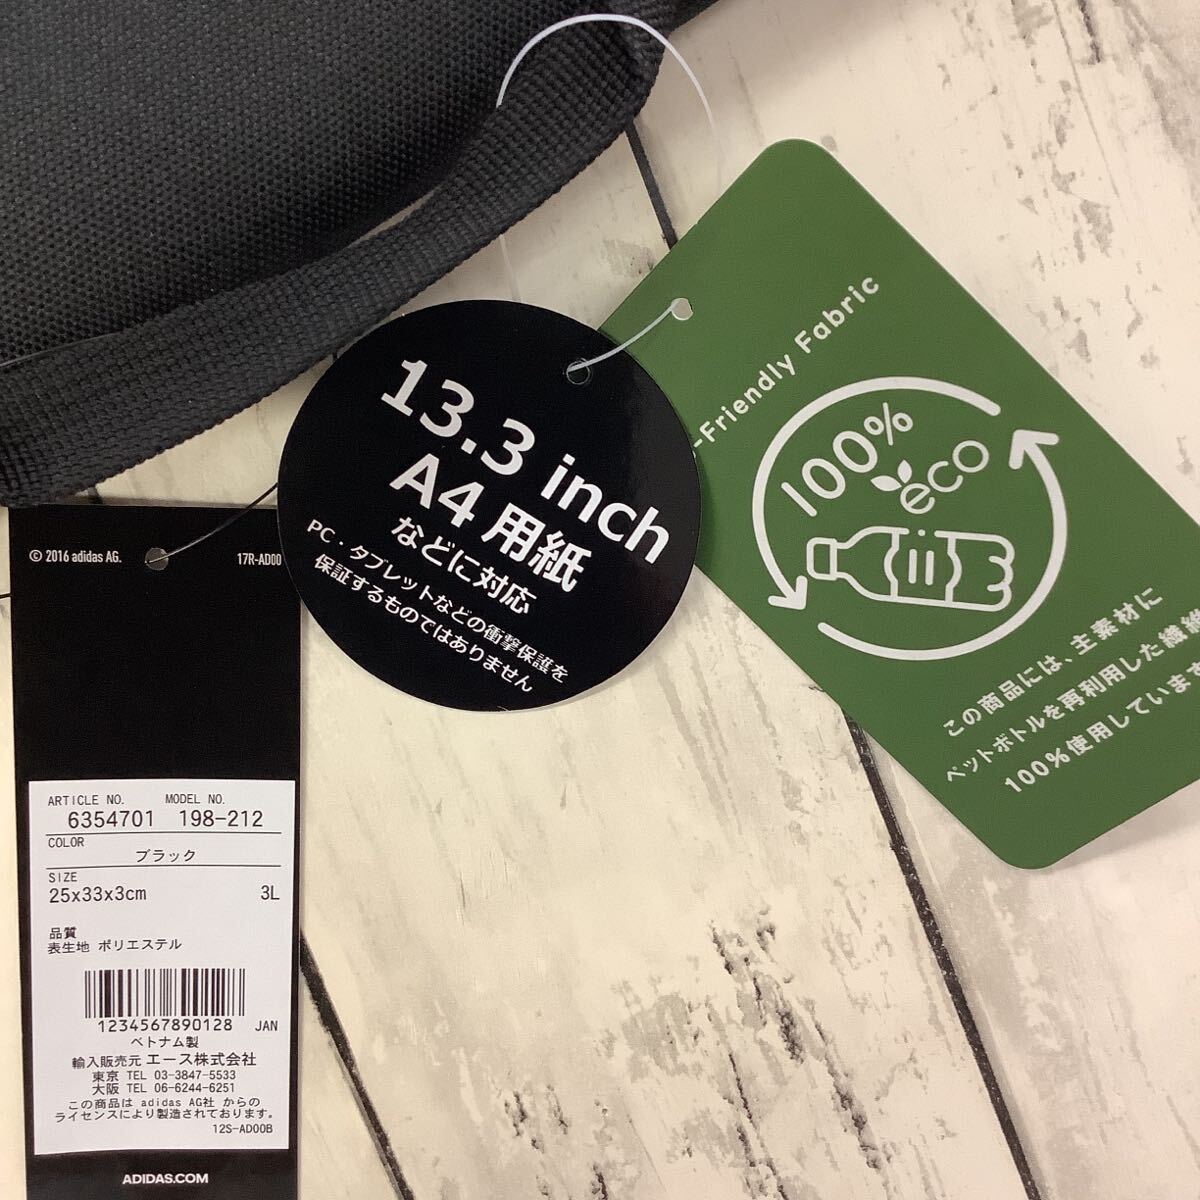 13.3 inch
A4 用紙
などに対応
PC・タブレットなどの衝撃保護を
保証するものではありません
-Friendly Fabric
100%
eco
この商品には、主素材に
ペットボトルを再利用した繊維
100%使用しています
© 2016 adidas AG. 17R-AD00
ARTICLE NO. MODEL NO.
6354701 198-212
COLOR
ブラック
SIZE
25x33x3cm 3L
品質
表生地 ポリエステル
1234567890128 JAN
ベトナム製
輸入販売元 エース株式会社
東京 TEL 03-3847-5533
大阪 TEL 06-6244-6251
この商品は adidas AG社 からの
ライセンスにより製造されております。
12S-AD00B
ADIDAS.COM